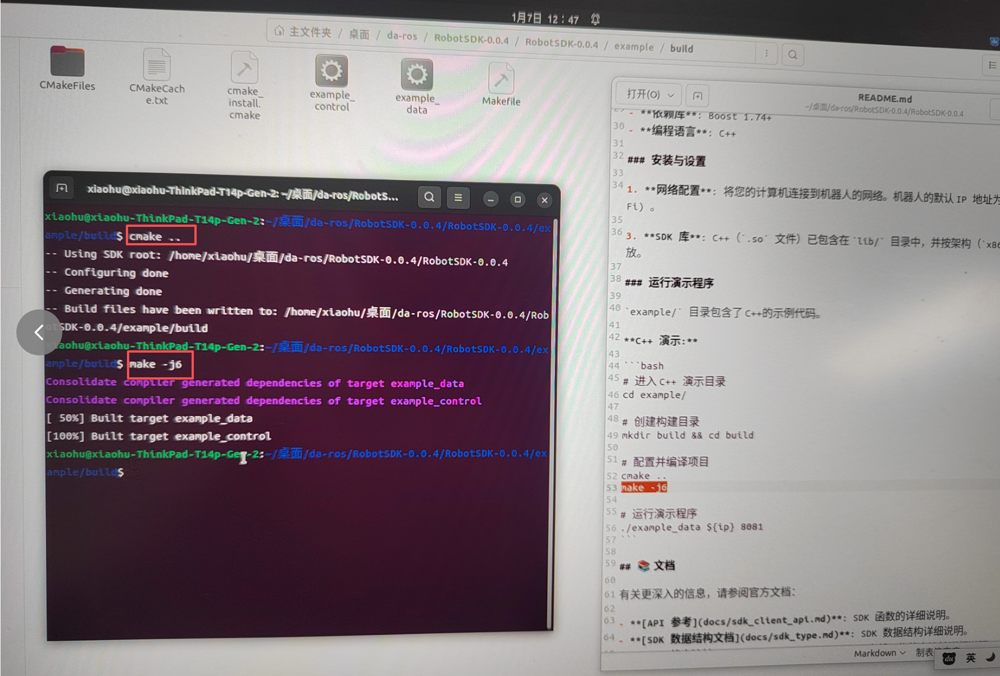 1月7日 12：47
主文件夹 / 桌面 / da-ros / RobotSDK-0.0.4 / RobotSDK-0.0.4 / example / build
CMakeFiles
CMakeCach
e.txt
cmake_
install.
cmake
example_
control
example_
data
Makefile
xiaohu@xiaohu-ThinkPad-T14p-Gen-2: ~/桌面/da-ros/RobotS...
xiaohu@xiaohu-ThinkPad-T14p-Gen-2:~/桌面/da-ros/RobotSDK-0.0.4/RobotSDK-0.0.4/ex
ample/build$ cmake ..
-- Using SDK root: /home/xiaohu/桌面/da-ros/RobotSDK-0.0.4/RobotSDK-0.0.4
-- Configuring done
-- Generating done
-- Build files have been written to: /home/xiaohu/桌面/da-ros/RobotSDK-0.0.4/Rob
otSDK-0.0.4/example/build
xiaohu@xiaohu-ThinkPad-T14p-Gen-2:~/桌面/da-ros/RobotSDK-0.0.4/RobotSDK-0.0.4/ex
ample/build$ make -j6
Consolidate compiler generated dependencies of target example_data
Consolidate compiler generated dependencies of target example_control
[ 50%] Built target example_data
[100%] Built target example_control
xiaohu@xiaohu-ThinkPad-T14p-Gen-2:~/桌面/da-ros/RobotSDK-0.0.4/RobotSDK-0.0.4/ex
ample/build$
打开(O)
README.md
~/桌面/da-ros/RobotSDK-0.0.4/RobotSDK-0.0.4
29 - **依赖库**: Boost 1.74+
30 - **编程语言**: C++
31
32 ### 安装与设置
33
34 1. **网络配置**: 将您的计算机连接到机器人的网络。机器人的默认 IP 地址为
Fi) 。
35
36 3. **SDK 库**: C++ (`.so` 文件) 已包含在 `lib/` 目录中，并按架构 (`x86
放。
37
38 ### 运行演示程序
39
40 `example/` 目录包含了 C++的示例代码。
41
42 **C++ 演示:**
43
44 ```bash
45 # 进入 C++ 演示目录
46 cd example/
47
48 # 创建构建目录
49 mkdir build && cd build
50
51 # 配置并编译项目
52 cmake ..
53 make -j6
54
55 # 运行演示程序
56 ./example_data ${ip} 8081
57 ```
58
59 ## 📚 文档
60
61 有关更深入的信息，请参阅官方文档：
62
63 - **[API 参考](docs/sdk_client_api.md)**: SDK 函数的详细说明。
64 - **[SDK 数据结构文档](docs/sdk_type.md)**: SDK 数据结构详细说明。
Markdown
du 英